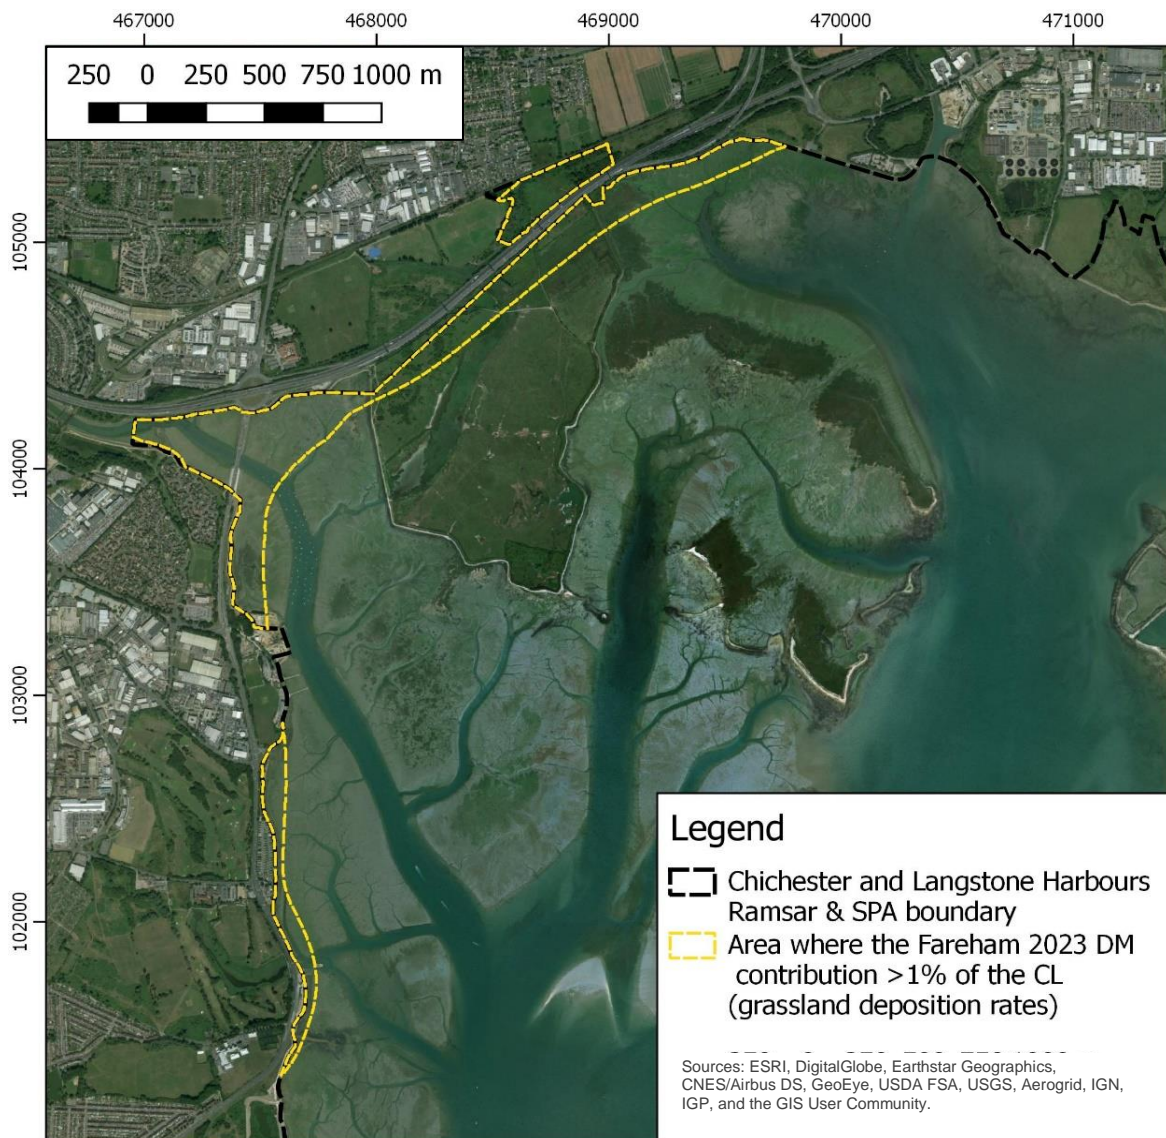 467000 468000 469000 470000 471000
250 0 250 500 750 1000 m
105000
104000
103000
102000
Legend
Chichester and Langstone Harbours
Ramsar & SPA boundary
Area where the Fareham 2023 DM
contribution >1% of the CL
(grassland deposition rates)
Sources: ESRI, DigitalGlobe, Earthstar Geographics,
CNES/Airbus DS, GeoEye, USDA FSA, USGS, Aerogrid, IGN,
IGP, and the GIS User Community.